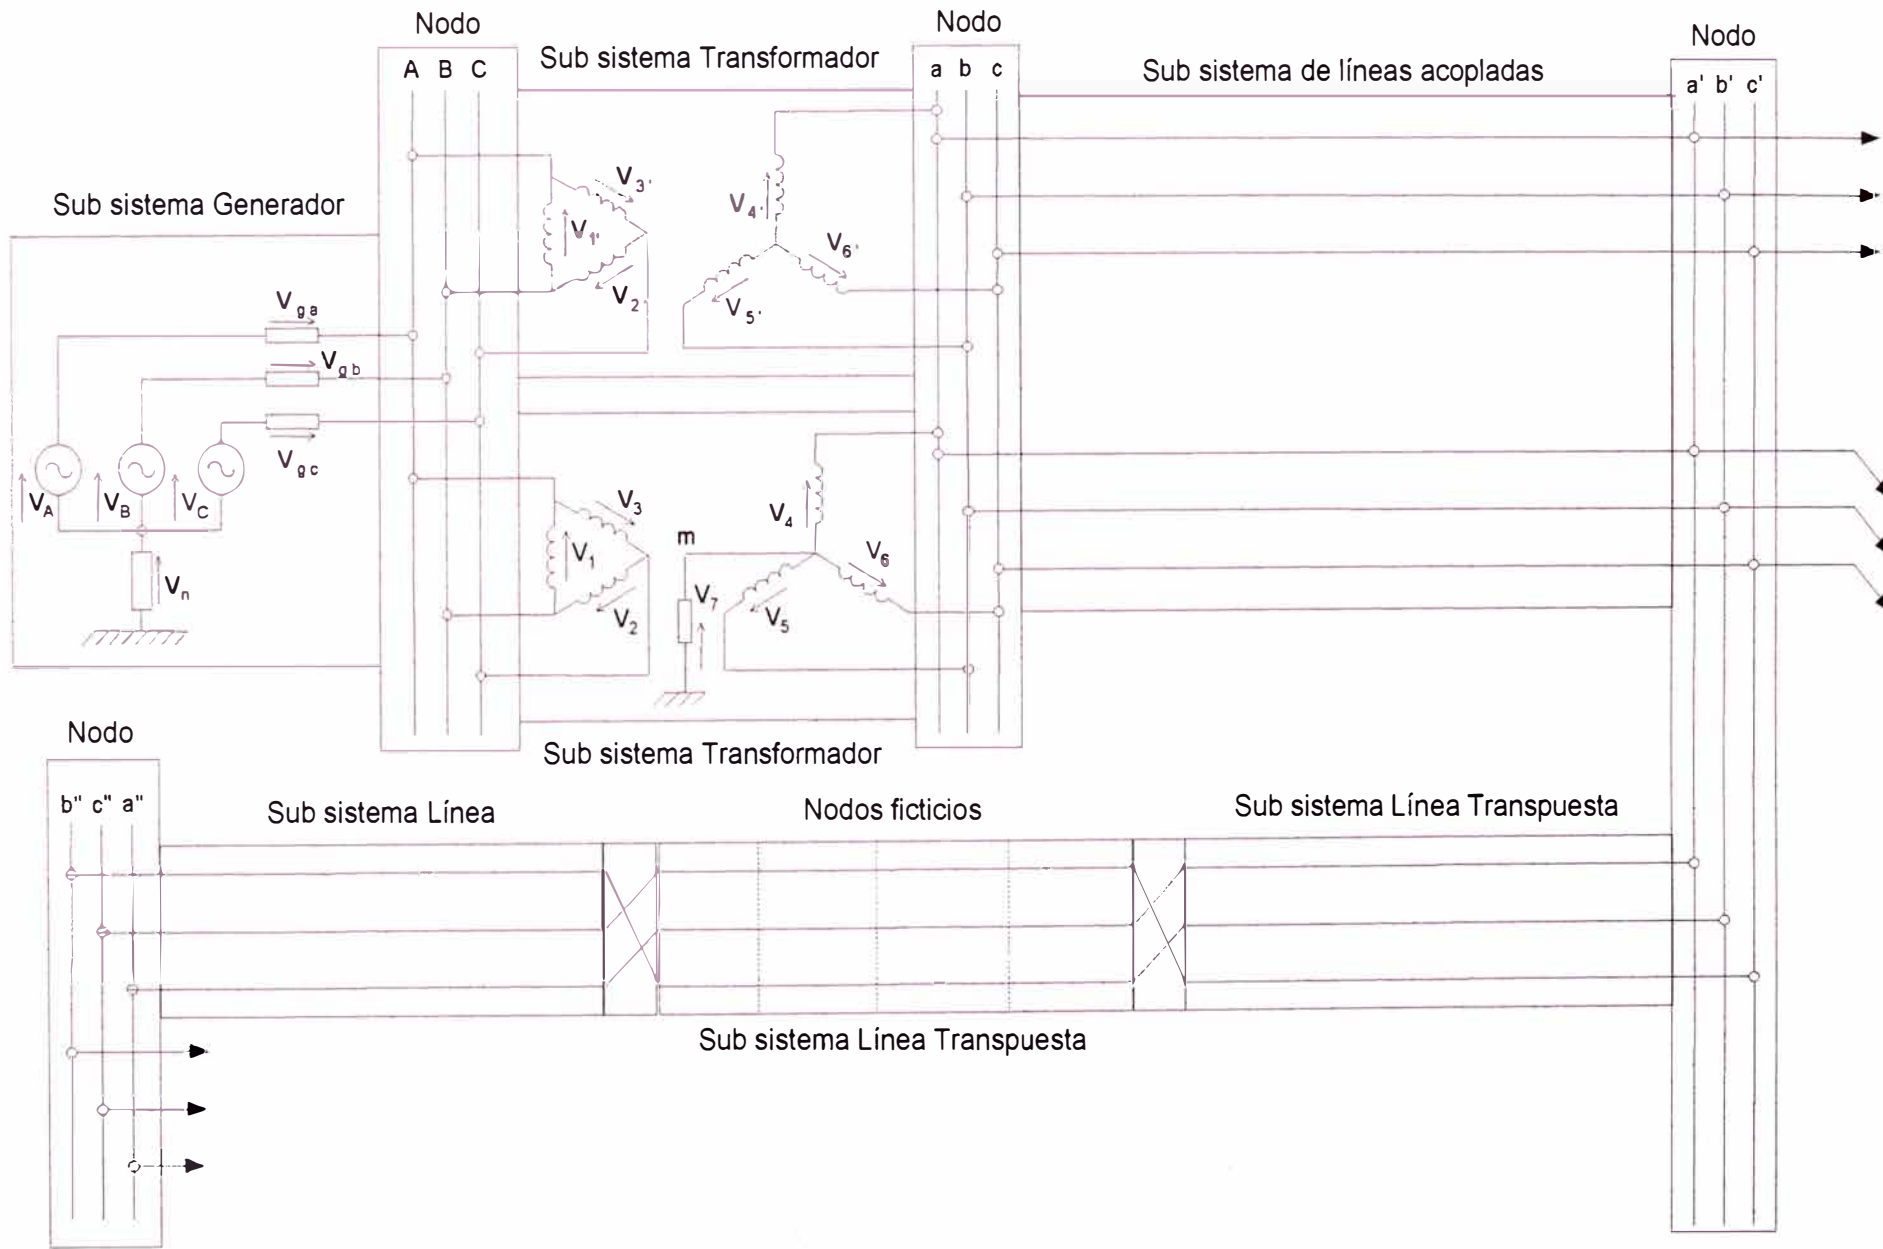 Nodo
Nodo
Nodo
Sub sistema Transformador
Sub sistema de líneas acopladas
A B C
a b c
a' b' c'
Sub sistema Generador
V3'
V1'
V2'
V4'
V6'
V5'
Vga
Vgb
Vgc
VA
VB
VC
Vn
V3
V1
V2
m
V7
V4
V6
V5
Sub sistema Transformador
Nodo
b" c" a"
Sub sistema Línea
Nodos ficticios
Sub sistema Línea Transpuesta
Sub sistema Línea Transpuesta